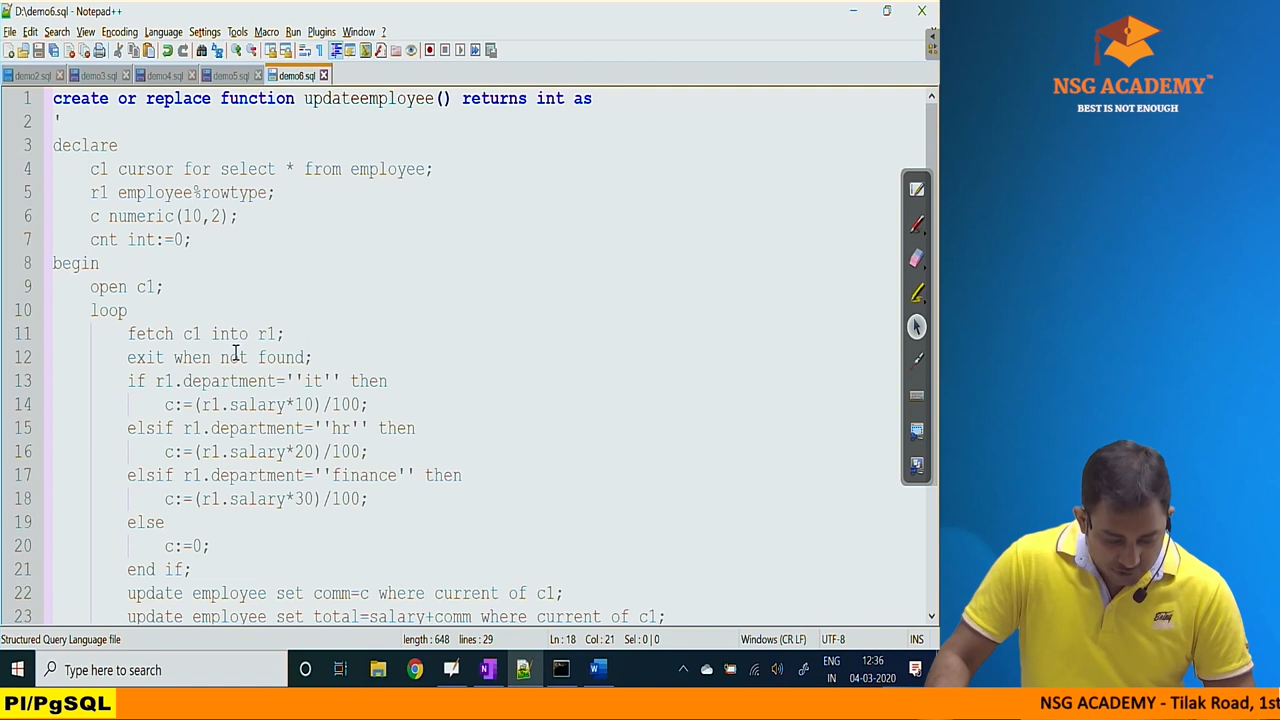 D:\demo6.sql - Notepad++
File Edit Search View Encoding Language Settings Tools Macro Run Plugins Window ?
demo2.sql demo3.sql demo4.sql demo5.sql demo6.sql
1 create or replace function updateemployee() returns int as
2 '
3 declare
4 c1 cursor for select * from employee;
5 r1 employee%rowtype;
6 c numeric(10,2);
7 cnt int:=0;
8 begin
9 open c1;
10 loop
11 fetch c1 into r1;
12 exit when not found;
13 if r1.department=''it'' then
14 c:=(r1.salary*10)/100;
15 elsif r1.department=''hr'' then
16 c:=(r1.salary*20)/100;
17 elsif r1.department=''finance'' then
18 c:=(r1.salary*30)/100;
19 else
20 c:=0;
21 end if;
22 update employee set comm=c where current of c1;
23 update employee set total=salary+comm where current of c1;
Structured Query Language file length : 648 lines : 29 Ln : 18 Col : 21 Sel : 0 | 0 Windows (CR LF) UTF-8 INS
Type here to search
ENG
IN
12:36
04-03-2020
NSG ACADEMY™
BEST IS NOT ENOUGH
Pl/PgSQL
NSG ACADEMY - Tilak Road, 1st